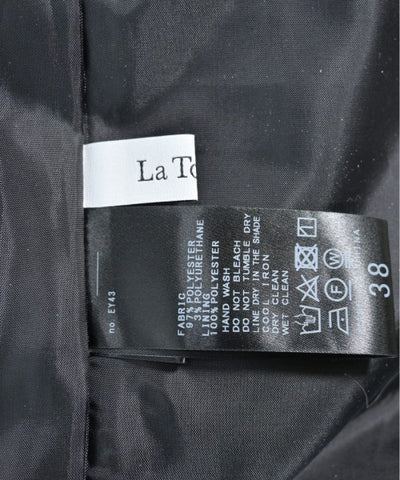 La To
no. EY43
FABRIC
97% POLYESTER
3% POLYURETHANE
LINING
100% POLYESTER
HAND WASH
DO NOT BLEACH
DO NOT TUMBLE DRY
LINE DRY IN THE SHADE
COOL IRON
DRY CLEAN
WET CLEAN
F
W
38